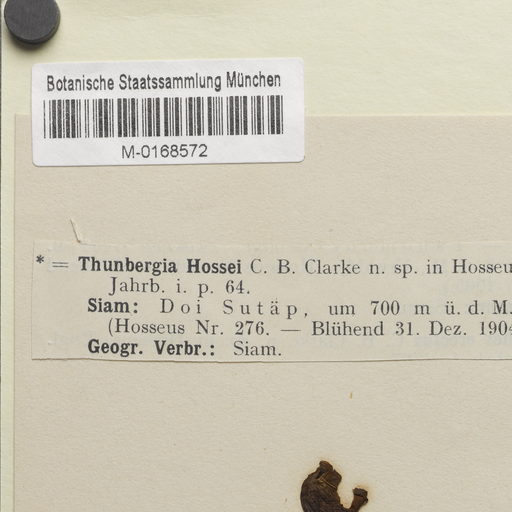 Botanische Staatssammlung München
M-0168572
* = Thunbergia Hossei C. B. Clarke n. sp. in Hosseu
Jahrb. i. p. 64.
Siam: Doi Sutäp, um 700 m ü. d. M.
(Hosseus Nr. 276. — Blühend 31. Dez. 1904
Geogr. Verbr.: Siam.